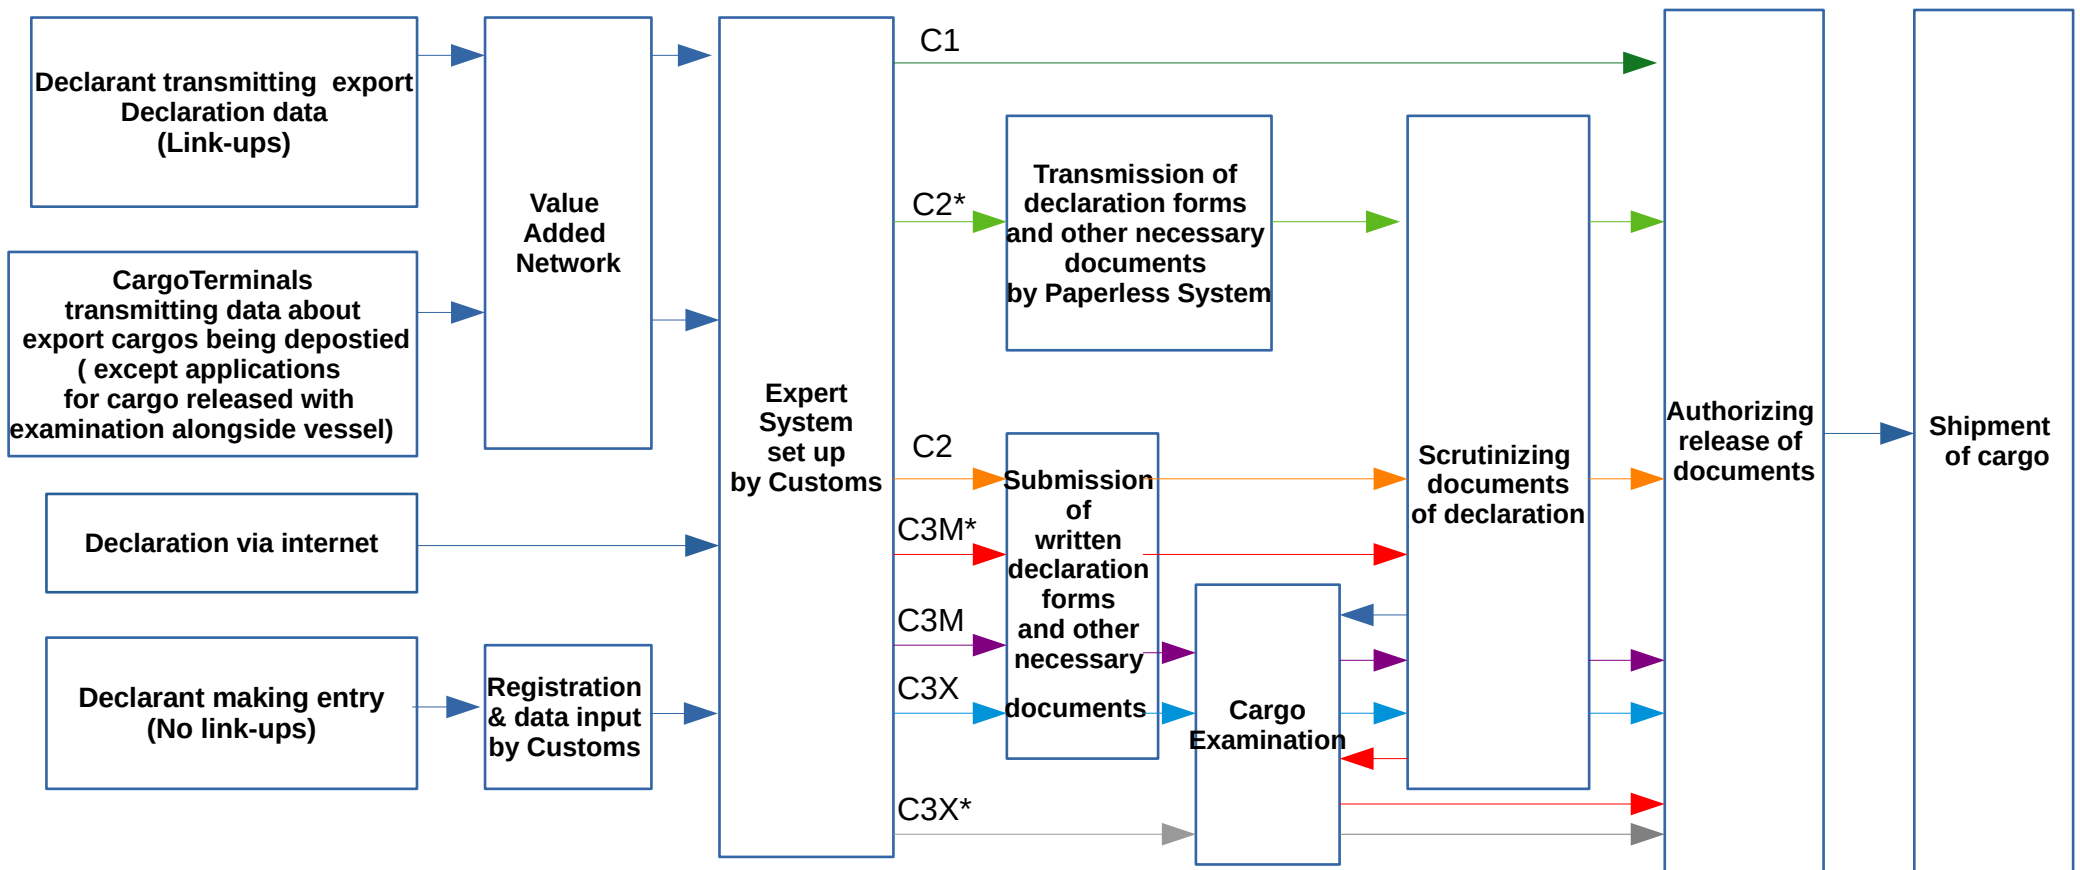 Declarant transmitting  export
Declaration data
(Link-ups)
CargoTerminals
transmitting data about
export cargos being depostied
( except applications
for cargo released with
examination alongside vessel)
Declaration via internet
Declarant making entry
(No link-ups)
Value
Added
Network
Registration
& data input
by Customs
Expert
System
set up
by Customs
C1
C2*
C2
C3M*
C3M
C3X
C3X*
Transmission of
declaration forms
and other necessary
documents
by Paperless System
Submission
of
written
declaration
forms
and other
necessary
documents
Cargo
Examination
Scrutinizing
documents
of declaration
Authorizing
release of
documents
Shipment
of cargo